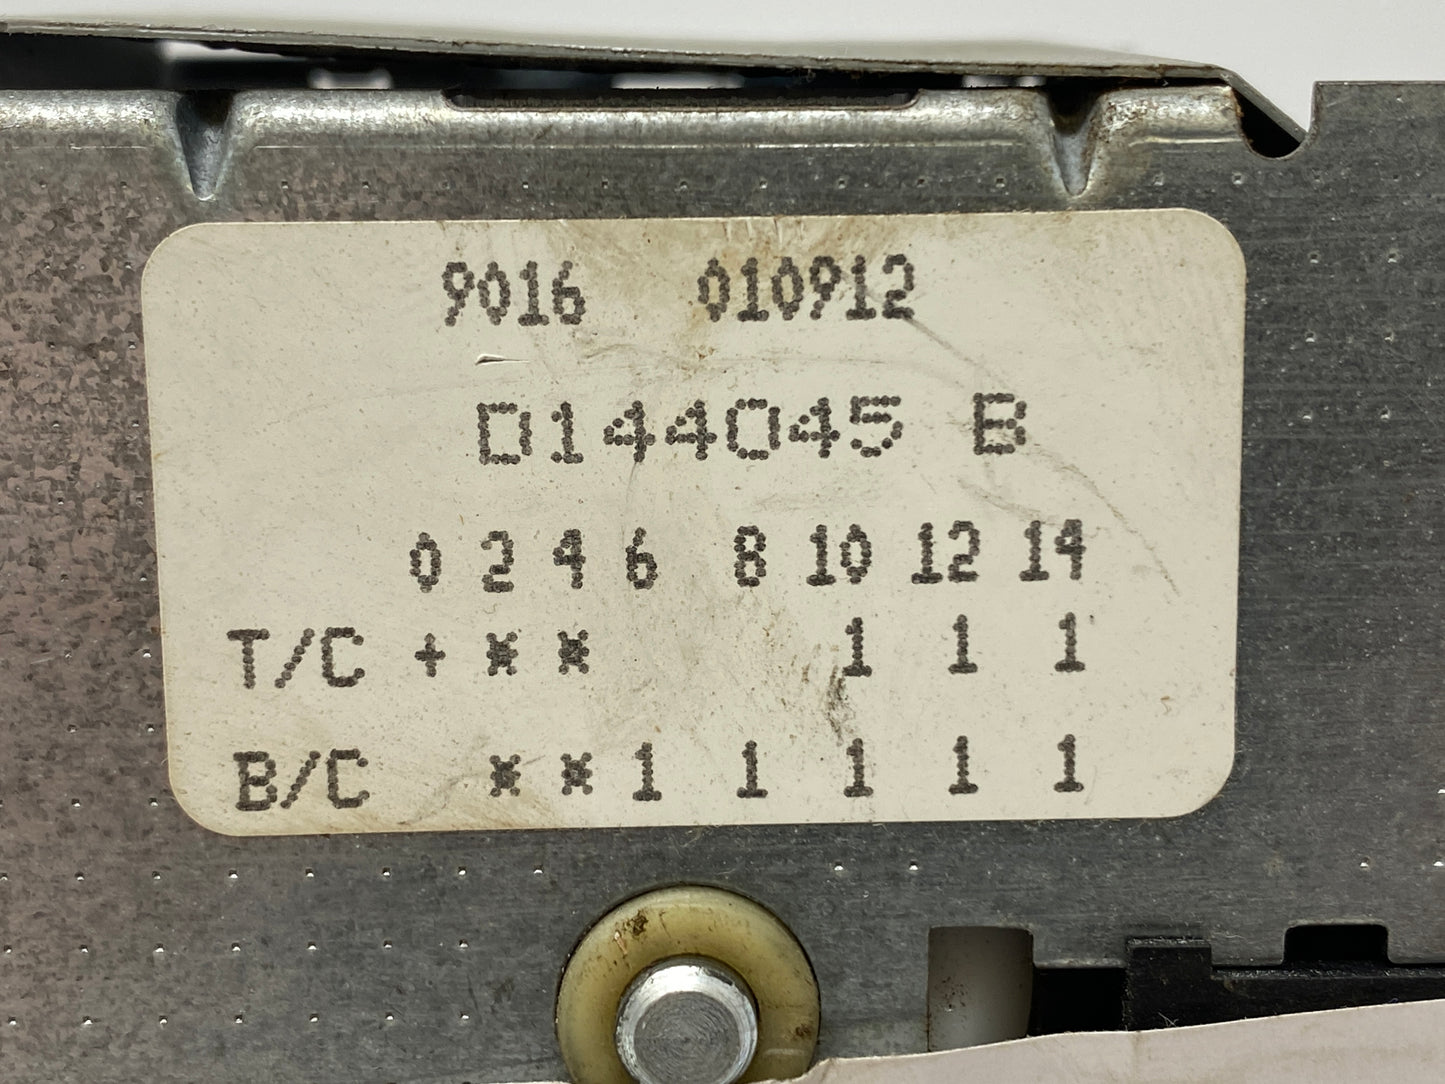 9016 010912
D144045 B
0 2 4 6 8 10 12 14
T/C + * * 1 1 1
B/C * * 1 1 1 1 1